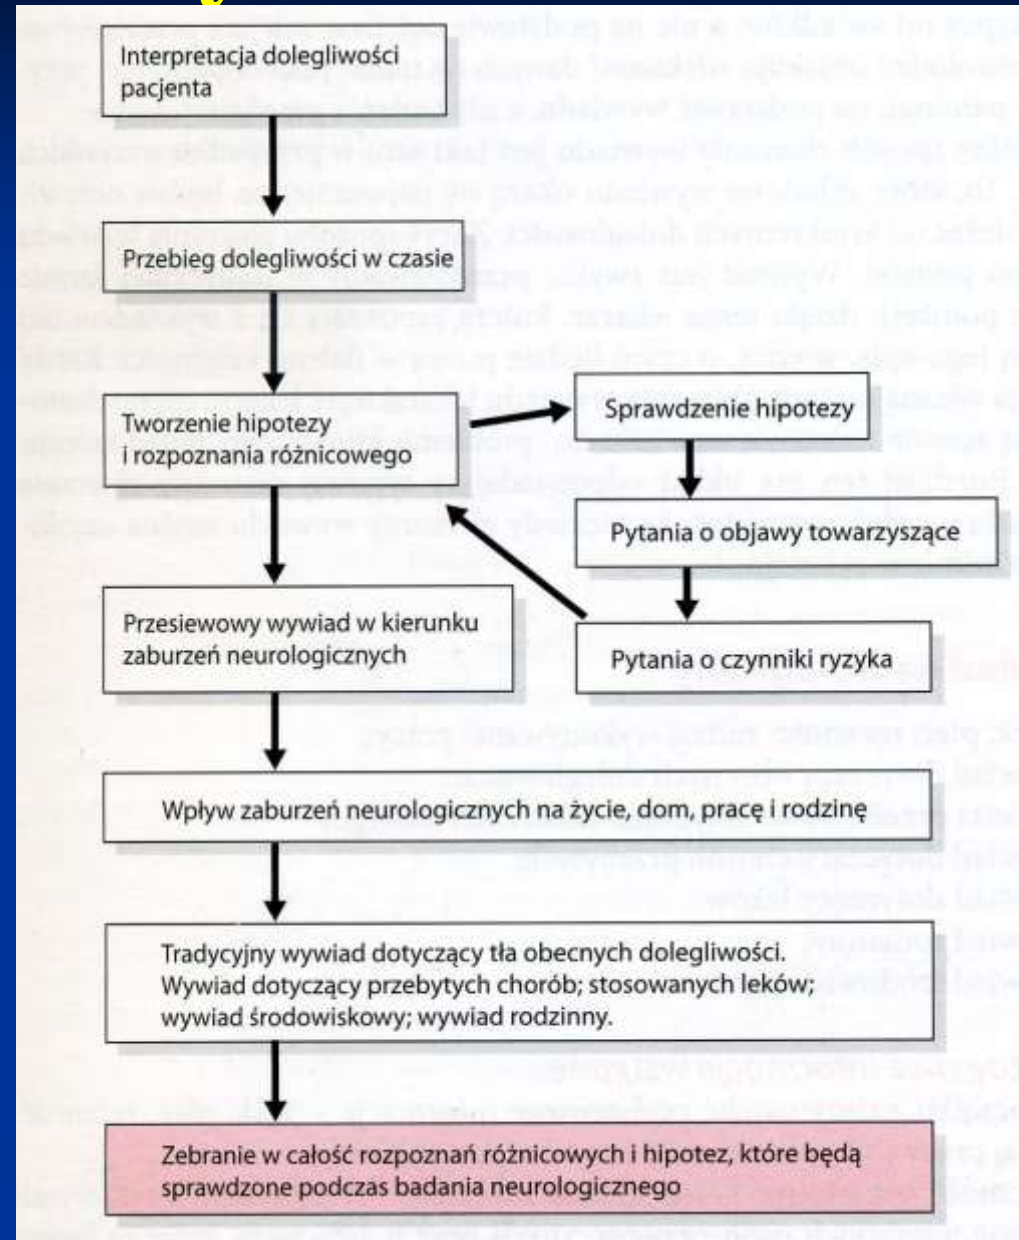 Interpretacja dolegliwości
pacjenta
Przebieg dolegliwości w czasie
Tworzenie hipotezy
I rozpoznania różnicowego
Sprawdzenie hipotezy
Pytania o objawy towarzyszące
Pytania o czynniki ryzyka
Przesiewowy wywiad w kierunku
zaburzeń neurologicznych
Wpływ zaburzeń neurologicznych na życie, dom, prace i rodzinę
Tradycyjny wywiad dotyczący tła obecnych dolegliwości.
Wywiad dotyczący przebytych chorób; stosowanych leków;
wywiad środowiskowy; wywiad rodzinny.
Zebranie w całość rozpoznań różnicowych i hipotez, które będą
sprawdzone podczas badania neurologicznego